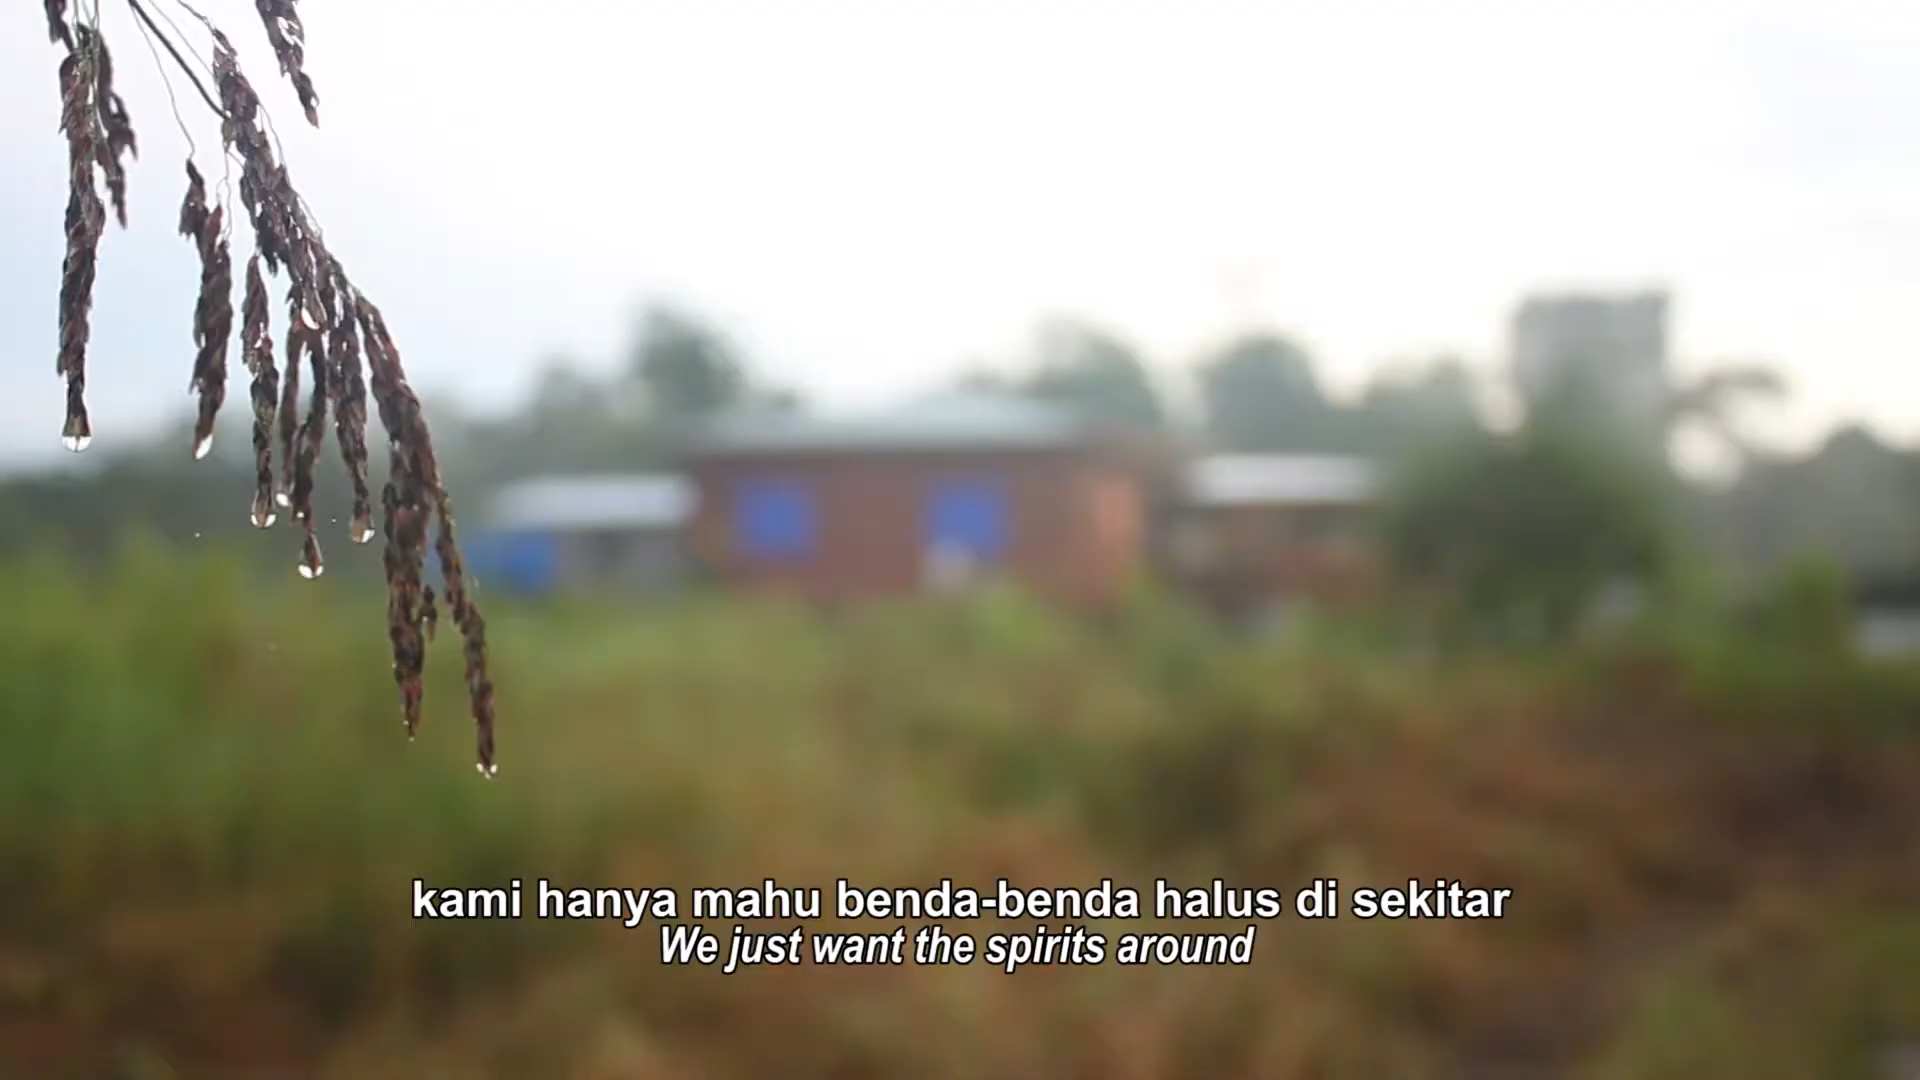 kami hanya mahu benda-benda halus di sekitar
We just want the spirits around